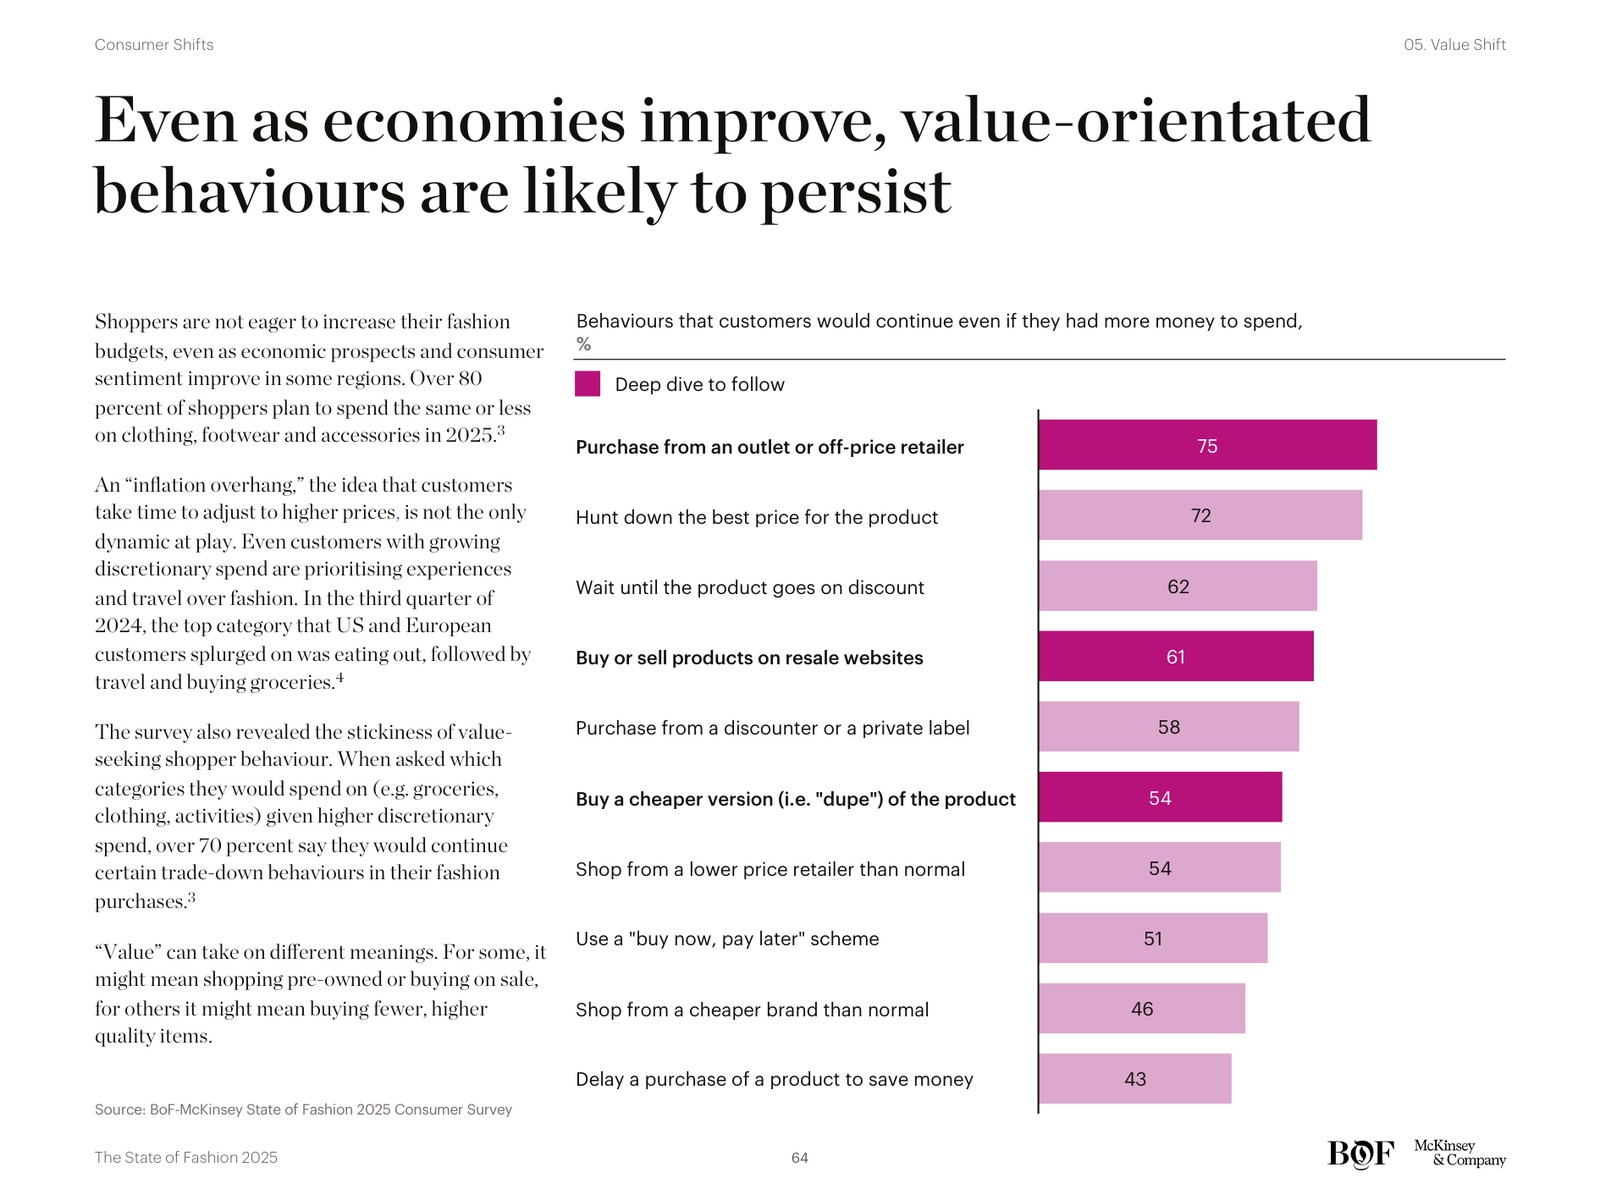 Consumer Shifts
05. Value Shift
Even as economies improve, value-orientated
behaviours are likely to persist
Shoppers are not eager to increase their fashion
budgets, even as economic prospects and consumer
sentiment improve in some regions. Over 80
percent of shoppers plan to spend the same or less
on clothing, footwear and accessories in 2025.³
An “inflation overhang,” the idea that customers
take time to adjust to higher prices, is not the only
dynamic at play. Even customers with growing
discretionary spend are prioritising experiences
and travel over fashion. In the third quarter of
2024, the top category that US and European
customers splurged on was eating out, followed by
travel and buying groceries.⁴
The survey also revealed the stickiness of value-
seeking shopper behaviour. When asked which
categories they would spend on (e.g. groceries,
clothing, activities) given higher discretionary
spend, over 70 percent say they would continue
certain trade-down behaviours in their fashion
purchases.³
“Value” can take on different meanings. For some, it
might mean shopping pre-owned or buying on sale,
for others it might mean buying fewer, higher
quality items.
Behaviours that customers would continue even if they had more money to spend,
%
Deep dive to follow
Purchase from an outlet or off-price retailer 75
Hunt down the best price for the product 72
Wait until the product goes on discount 62
Buy or sell products on resale websites 61
Purchase from a discounter or a private label 58
Buy a cheaper version (i.e. "dupe") of the product 54
Shop from a lower price retailer than normal 54
Use a "buy now, pay later" scheme 51
Shop from a cheaper brand than normal 46
Delay a purchase of a product to save money 43
Source: BoF-McKinsey State of Fashion 2025 Consumer Survey
The State of Fashion 2025
64
BOF
McKinsey
& Company